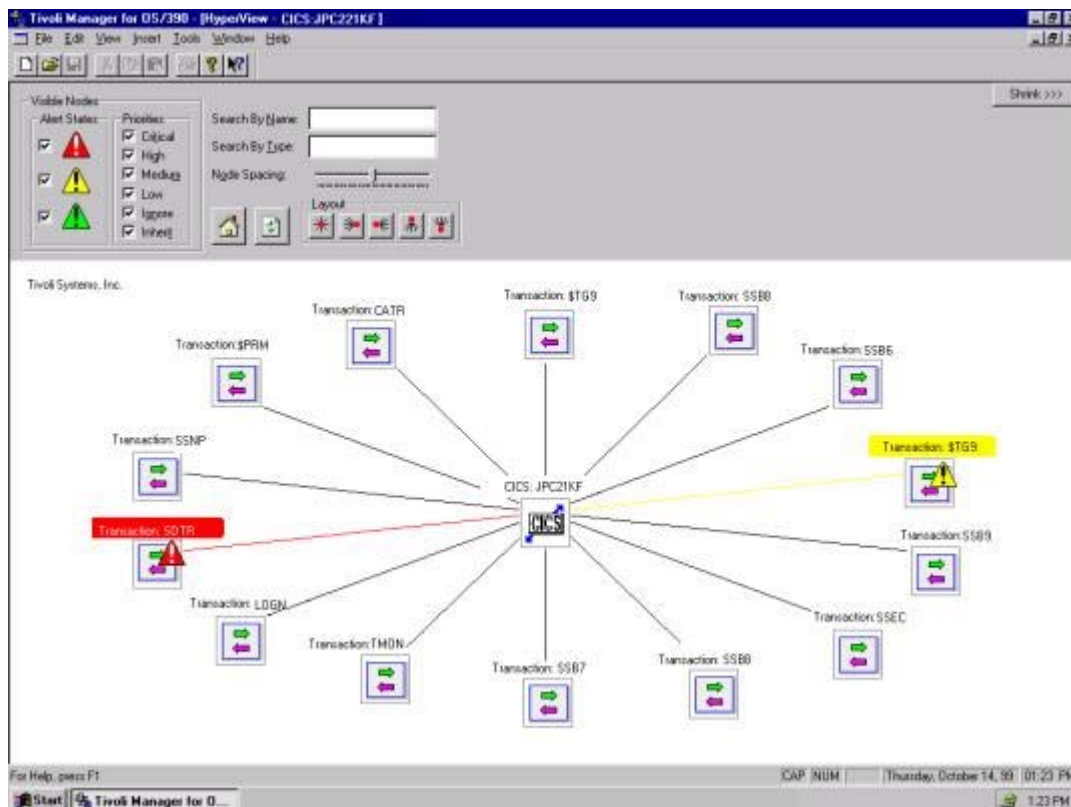 Tivoli Manager for OS/390 - [HyperView - CICS:JPC221KF]
File Edit View Insert Tools Window Help
Shrink >>>
Visible Nodes
Alert States:
Priorities:
Critical
High
Medium
Low
Ignore
Inherit
Search By Name:
Search By Type:
Node Spacing:
Layout
Tivoli Systems, Inc.
Transaction: $TG9
Transaction: SSB8
Transaction:CATR
Transaction:$PRM
Transaction:SSB6
Transaction:SSNP
Transaction: $TG9
CICS: JPC21KF
CICS
Transaction: SDTR
Transaction:SSB9
Transaction: LOGN
Transaction:SSEC
Transaction:TMON
Transaction: SSB7
Transaction: SSB8
For Help, press F1
CAP NUM
Thursday, October 14, 99
01:23 PM
Start
Tivoli Manager for O...
1:23 PM